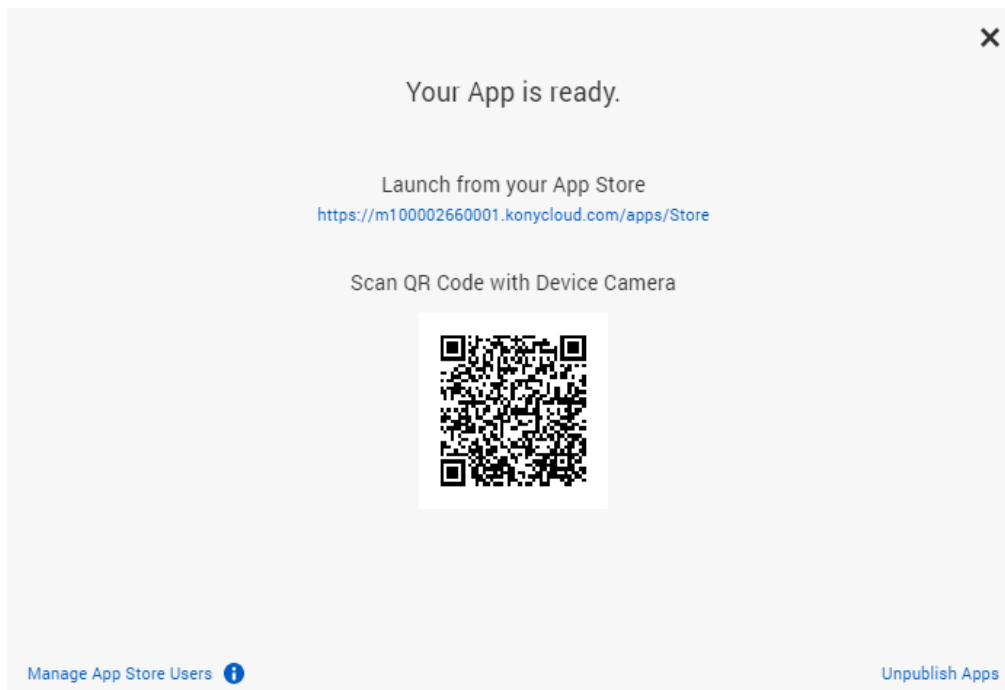 Your App is ready.
Launch from your App Store
https://m100002660001.konycloud.com/apps/Store
Scan QR Code with Device Camera
Manage App Store Users
Unpublish Apps